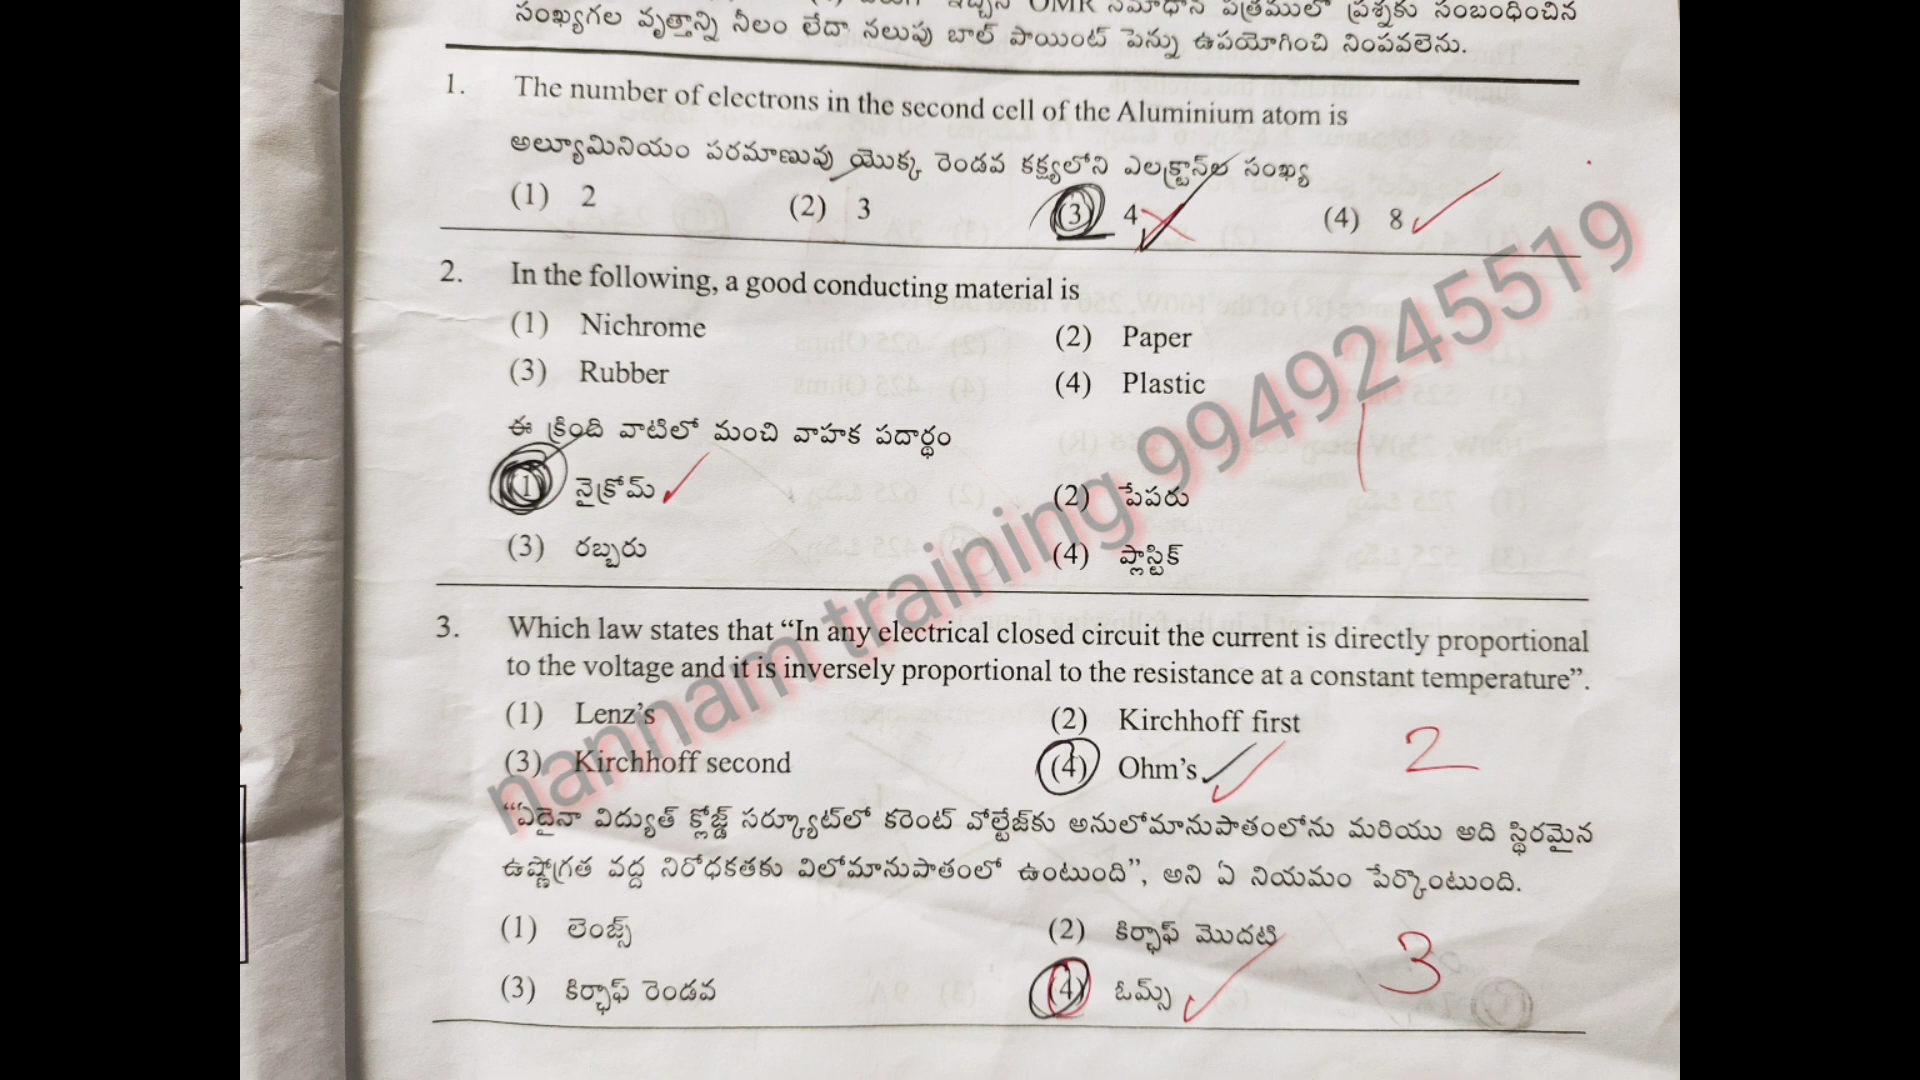 సంఖ్యగల వృత్తాన్ని నీలం లేదా నలుపు బాల్ పాయింట్ పెన్ను ఉపయోగించి నింపవలెను.
1. The number of electrons in the second cell of the Aluminium atom is
అల్యూమినియం పరమాణువు యొక్క రెండవ కక్ష్యలోని ఎలక్ట్రాన్‌ల సంఖ్య
(1) 2 (2) 3 (3) 4 (4) 8
2. In the following, a good conducting material is
(1) Nichrome (2) Paper
(3) Rubber (4) Plastic
ఈ క్రింది వాటిలో మంచి వాహక పదార్థం
(1) నైక్రోమ్ (2) పేపరు
(3) రబ్బరు (4) ప్లాస్టిక్
1
3. Which law states that “In any electrical closed circuit the current is directly proportional
to the voltage and it is inversely proportional to the resistance at a constant temperature”.
(1) Lenz’s (2) Kirchhoff first
(3) Kirchhoff second (4) Ohm’s
2
“ఏదైనా విద్యుత్ క్లోజ్డ్ సర్క్యూట్‌లో కరెంట్ వోల్టేజ్‌కు అనులోమానుపాతంలోను మరియు అది స్థిరమైన
ఉష్ణోగ్రత వద్ద నిరోధకతకు విలోమానుపాతంలో ఉంటుంది”, అని ఏ నియమం పేర్కొంటుంది.
(1) లెంజ్స్ (2) కిర్ఛాఫ్ మొదటి
(3) కిర్ఛాఫ్ రెండవ (4) ఓమ్స్
3
nannam training 9949245519